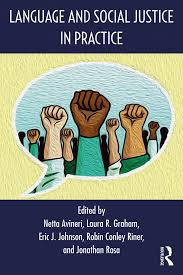 LANGUAGE AND SOCIAL JUSTICE
IN PRACTICE
Edited by
Netta Avineri, Laura R. Graham,
Eric J. Johnson, Robin Conley Riner,
and Jonathan Rosa